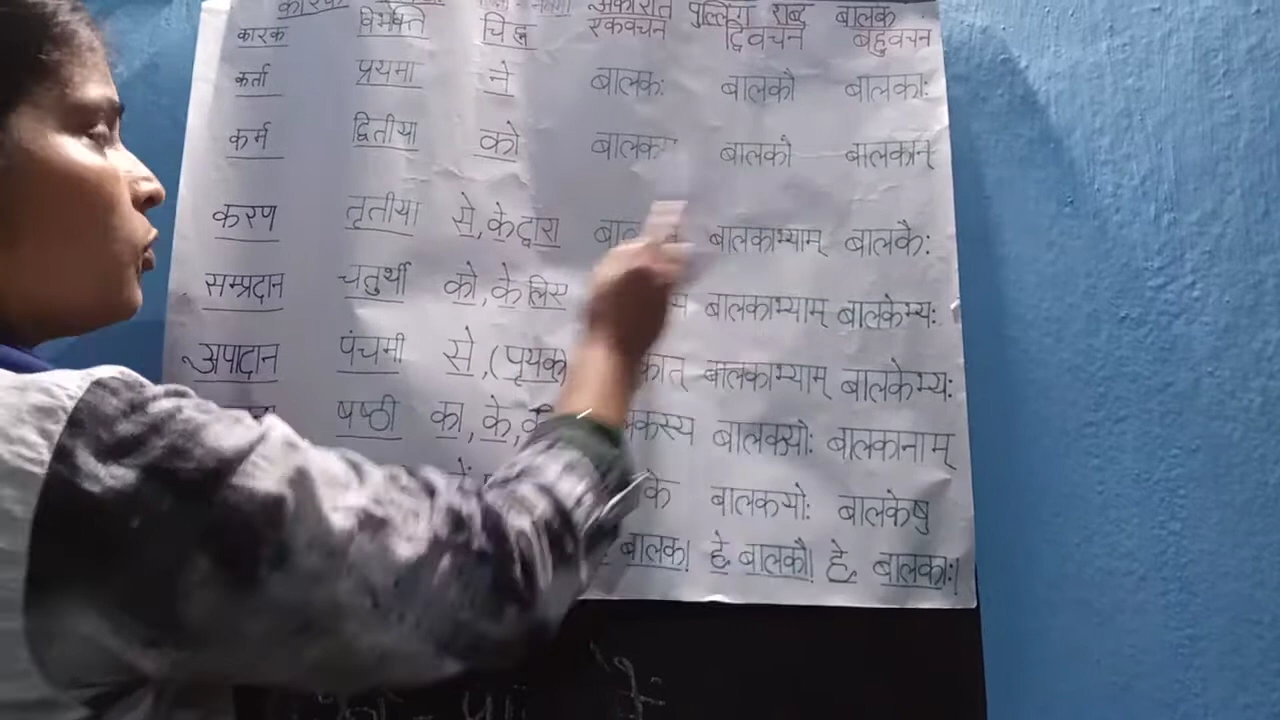 कारक अकारांत पुल्लिंग शब्द बालक
कारक विभक्ति चिह्न एकवचन द्विवचन बहुवचन
कर्ता प्रथमा ने बालकः बालकौ बालकाः
कर्म द्वितीया को बालकौ बालकान्
करण तृतीया से, के द्वारा बालकाभ्याम् बालकैः
सम्प्रदान चतुर्थी को, के लिए बालकाभ्याम् बालकेभ्यः
अपादान पंचमी से, (पृथक् बालकाभ्याम् बालकेभ्यः
षष्ठी का, के, बालकयोः बालकानाम्
बालकयोः बालकेषु
बालक! हे बालकौ! हे बालकाः!